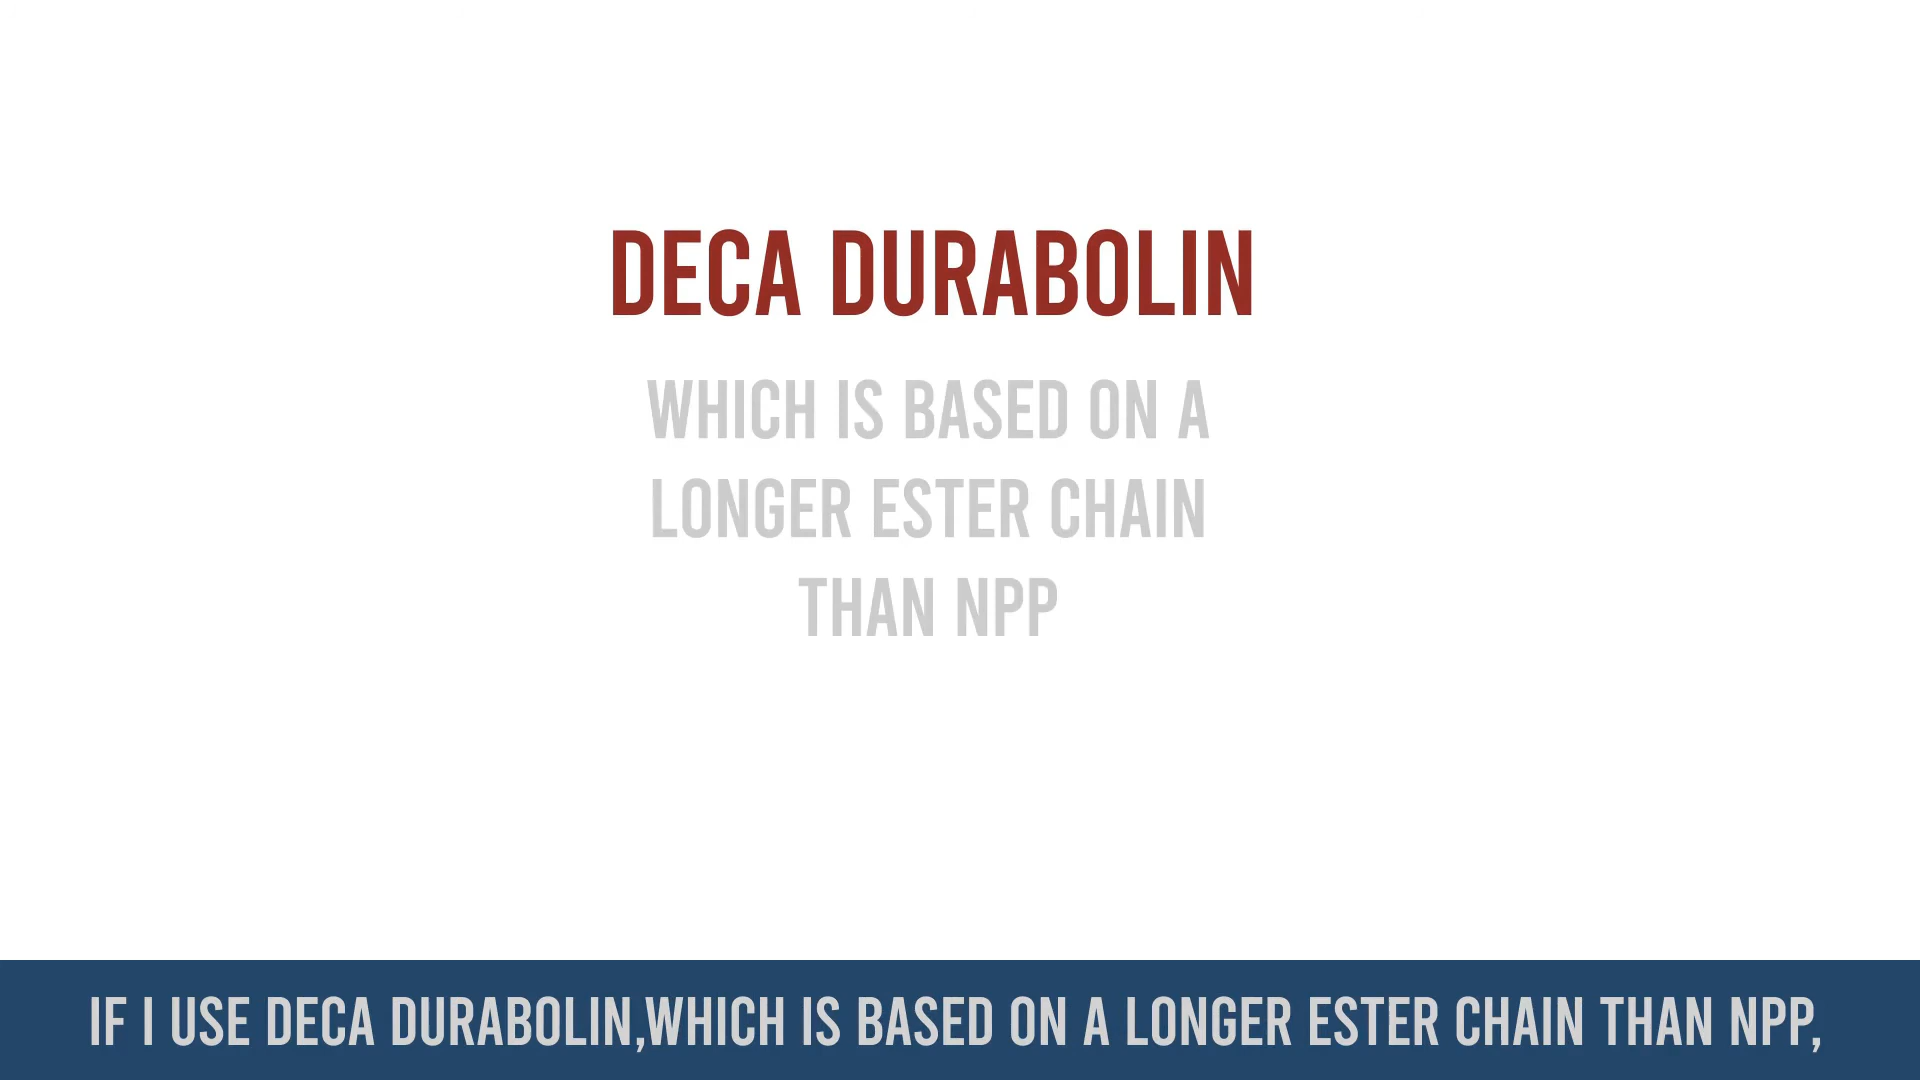 DECA DURABOLIN
WHICH IS BASED ON A
LONGER ESTER CHAIN
THAN NPP
IF I USE DECA DURABOLIN,WHICH IS BASED ON A LONGER ESTER CHAIN THAN NPP,